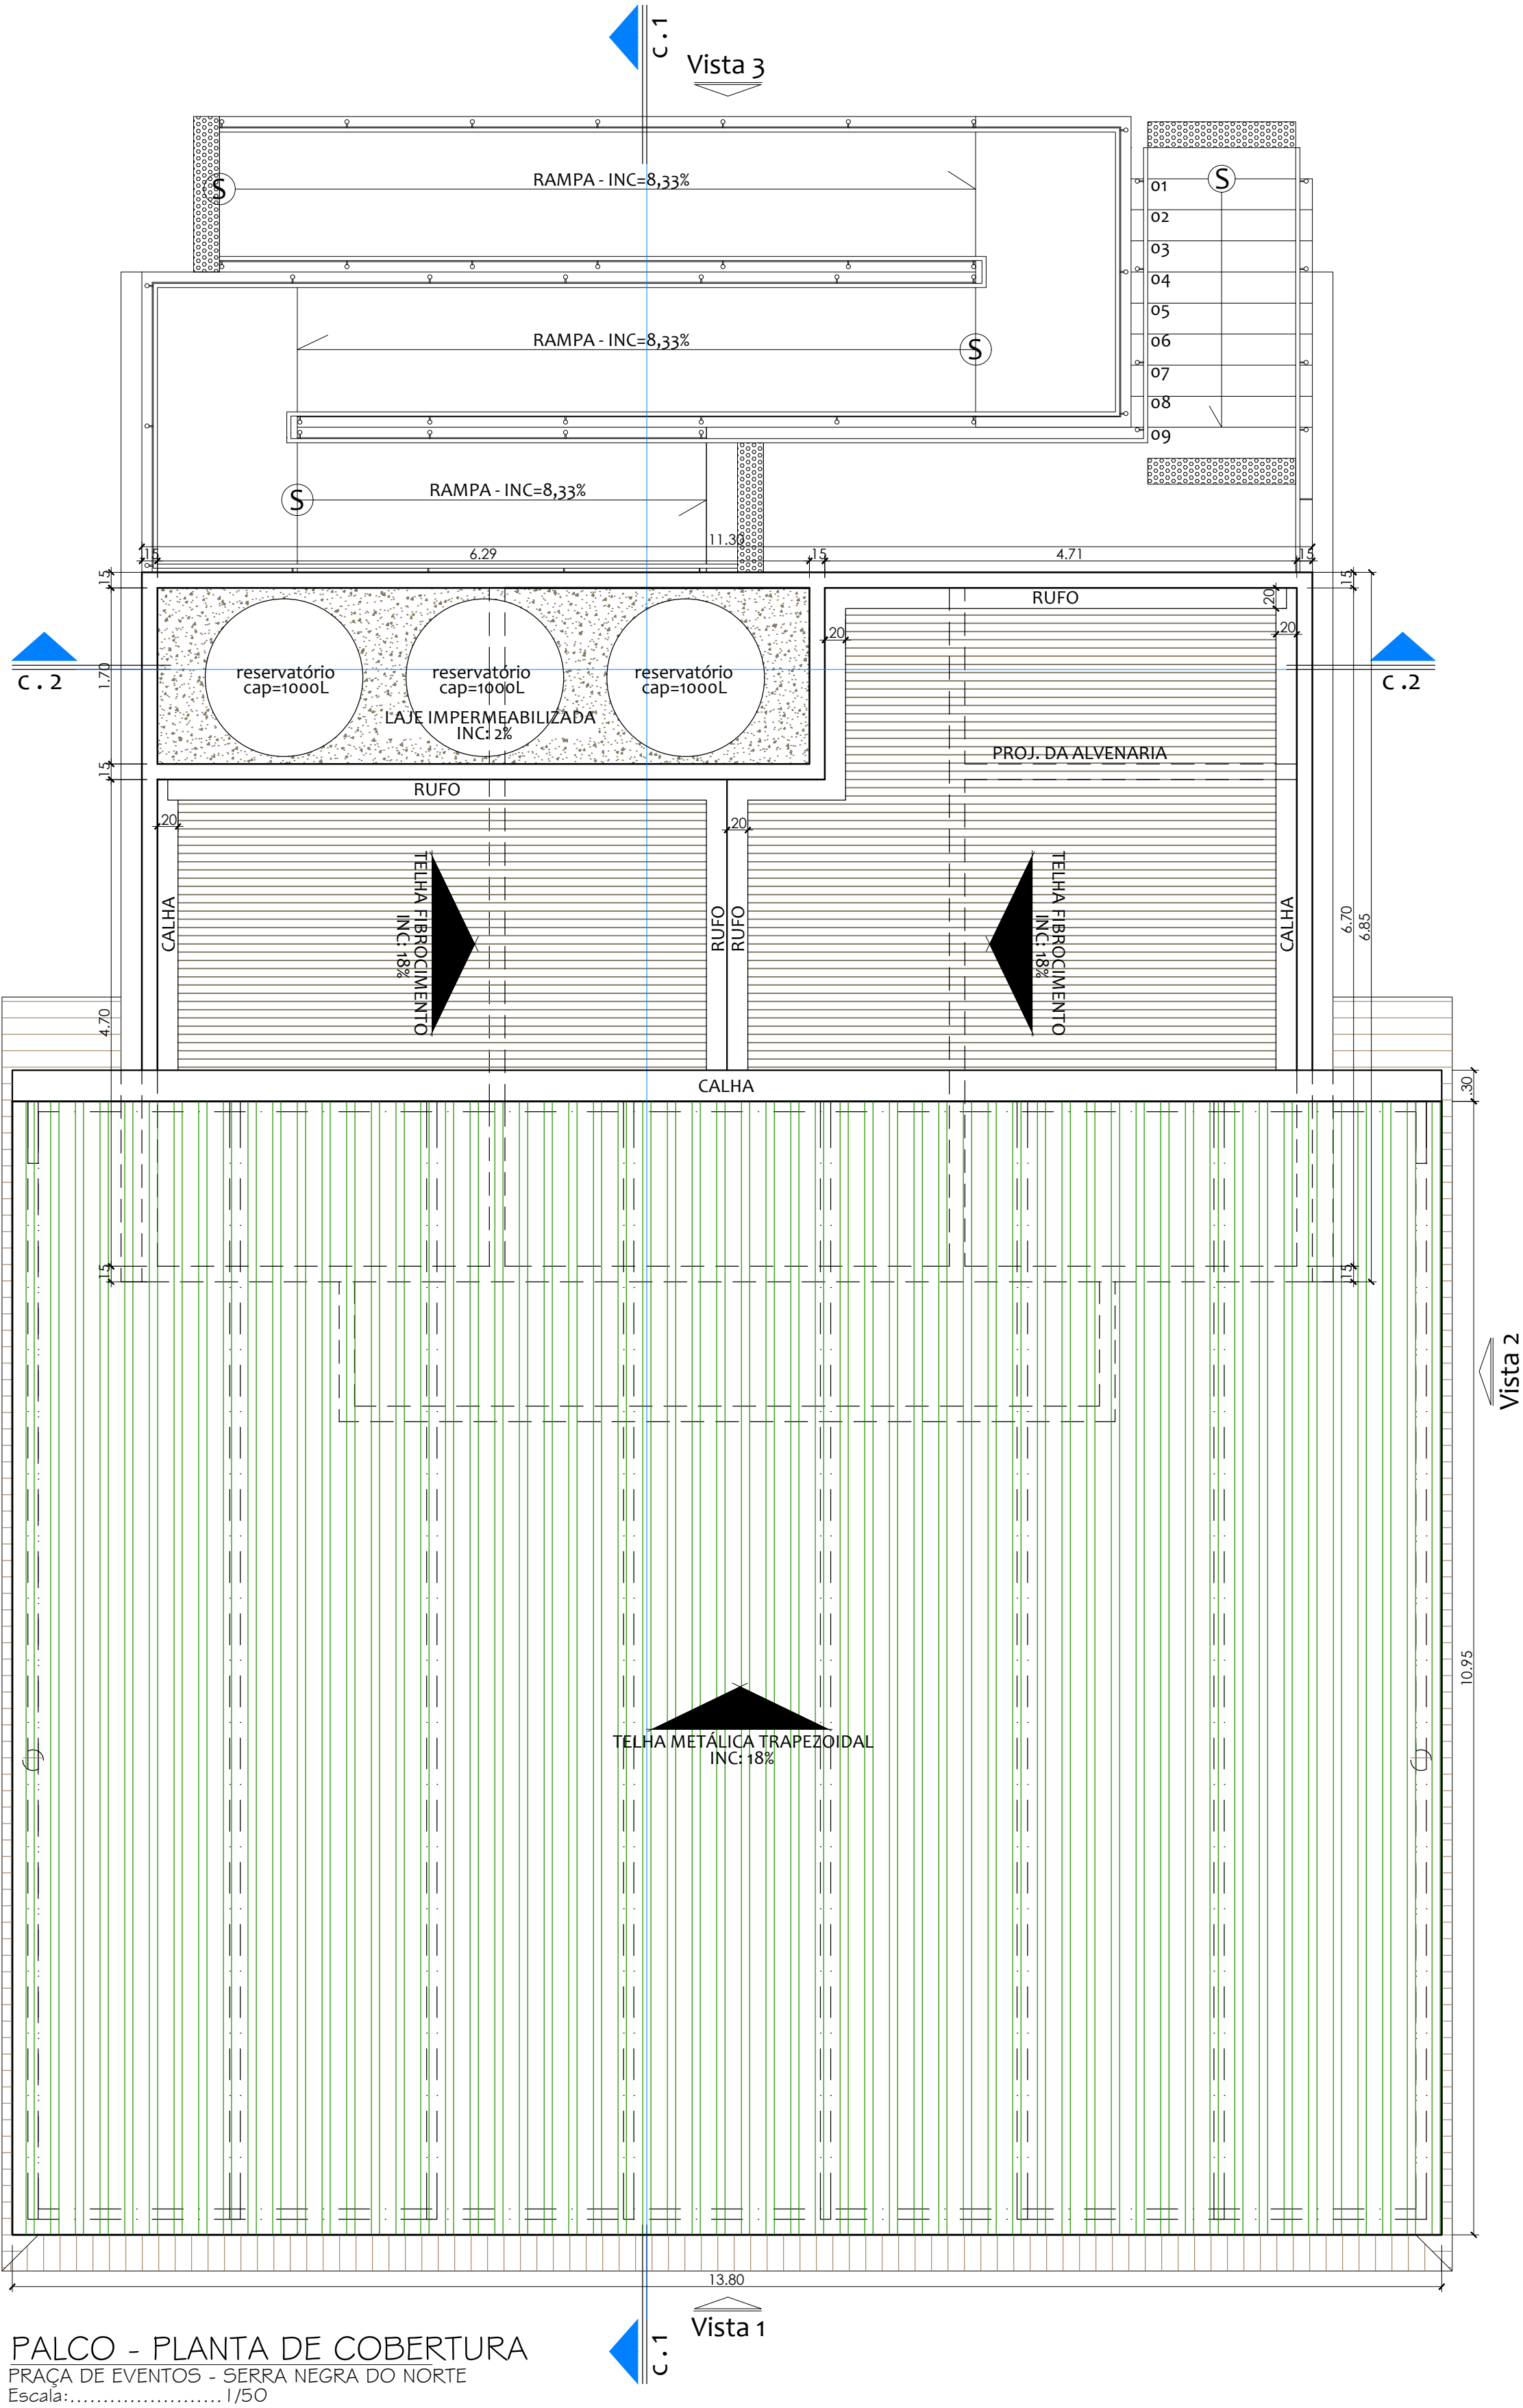 c . 1
Vista 3
S
RAMPA - INC=8,33%
S
01
02
03
04
05
06
07
08
09
RAMPA - INC=8,33%
S
S
RAMPA - INC=8,33%
11.30
15
6.29
15
4.71
15
15
15
RUFO
20
20
20
c . 2
1.70
reservatório
cap=1000L
reservatório
cap=1000L
reservatório
cap=1000L
LAJE IMPERMEABILIZADA
INC: 2%
c .2
PROJ. DA ALVENARIA
15
RUFO
20
20
CALHA
TELHA FIBROCIMENTO
INC: 18%
RUFO
RUFO
TELHA FIBROCIMENTO
INC: 18%
CALHA
6.70
6.85
4.70
CALHA
.30
15
15
Vista 2
10.95
TELHA METÁLICA TRAPEZOIDAL
INC: 18%
13.80
Vista 1
c . 1
PALCO - PLANTA DE COBERTURA
PRAÇA DE EVENTOS - SERRA NEGRA DO NORTE
Escala:.......................1/50